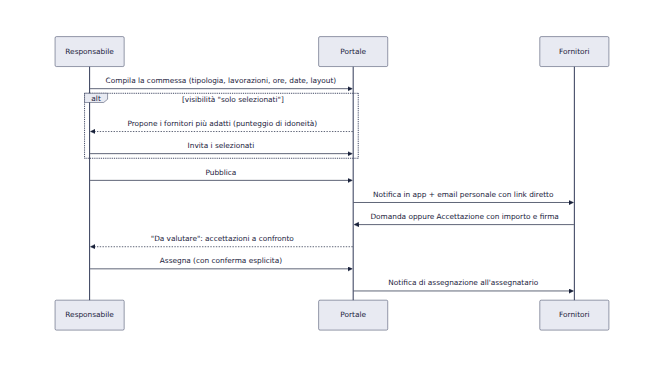 Responsabile
Portale
Fornitori
Compila la commessa (tipologia, lavorazioni, ore, date, layout)
alt
[visibilità "solo selezionati"]
Propone i fornitori più adatti (punteggio di idoneità)
Invita i selezionati
Pubblica
Notifica in app + email personale con link diretto
Domanda oppure Accettazione con importo e firma
"Da valutare": accettazioni a confronto
Assegna (con conferma esplicita)
Notifica di assegnazione all'assegnatario
Responsabile
Portale
Fornitori